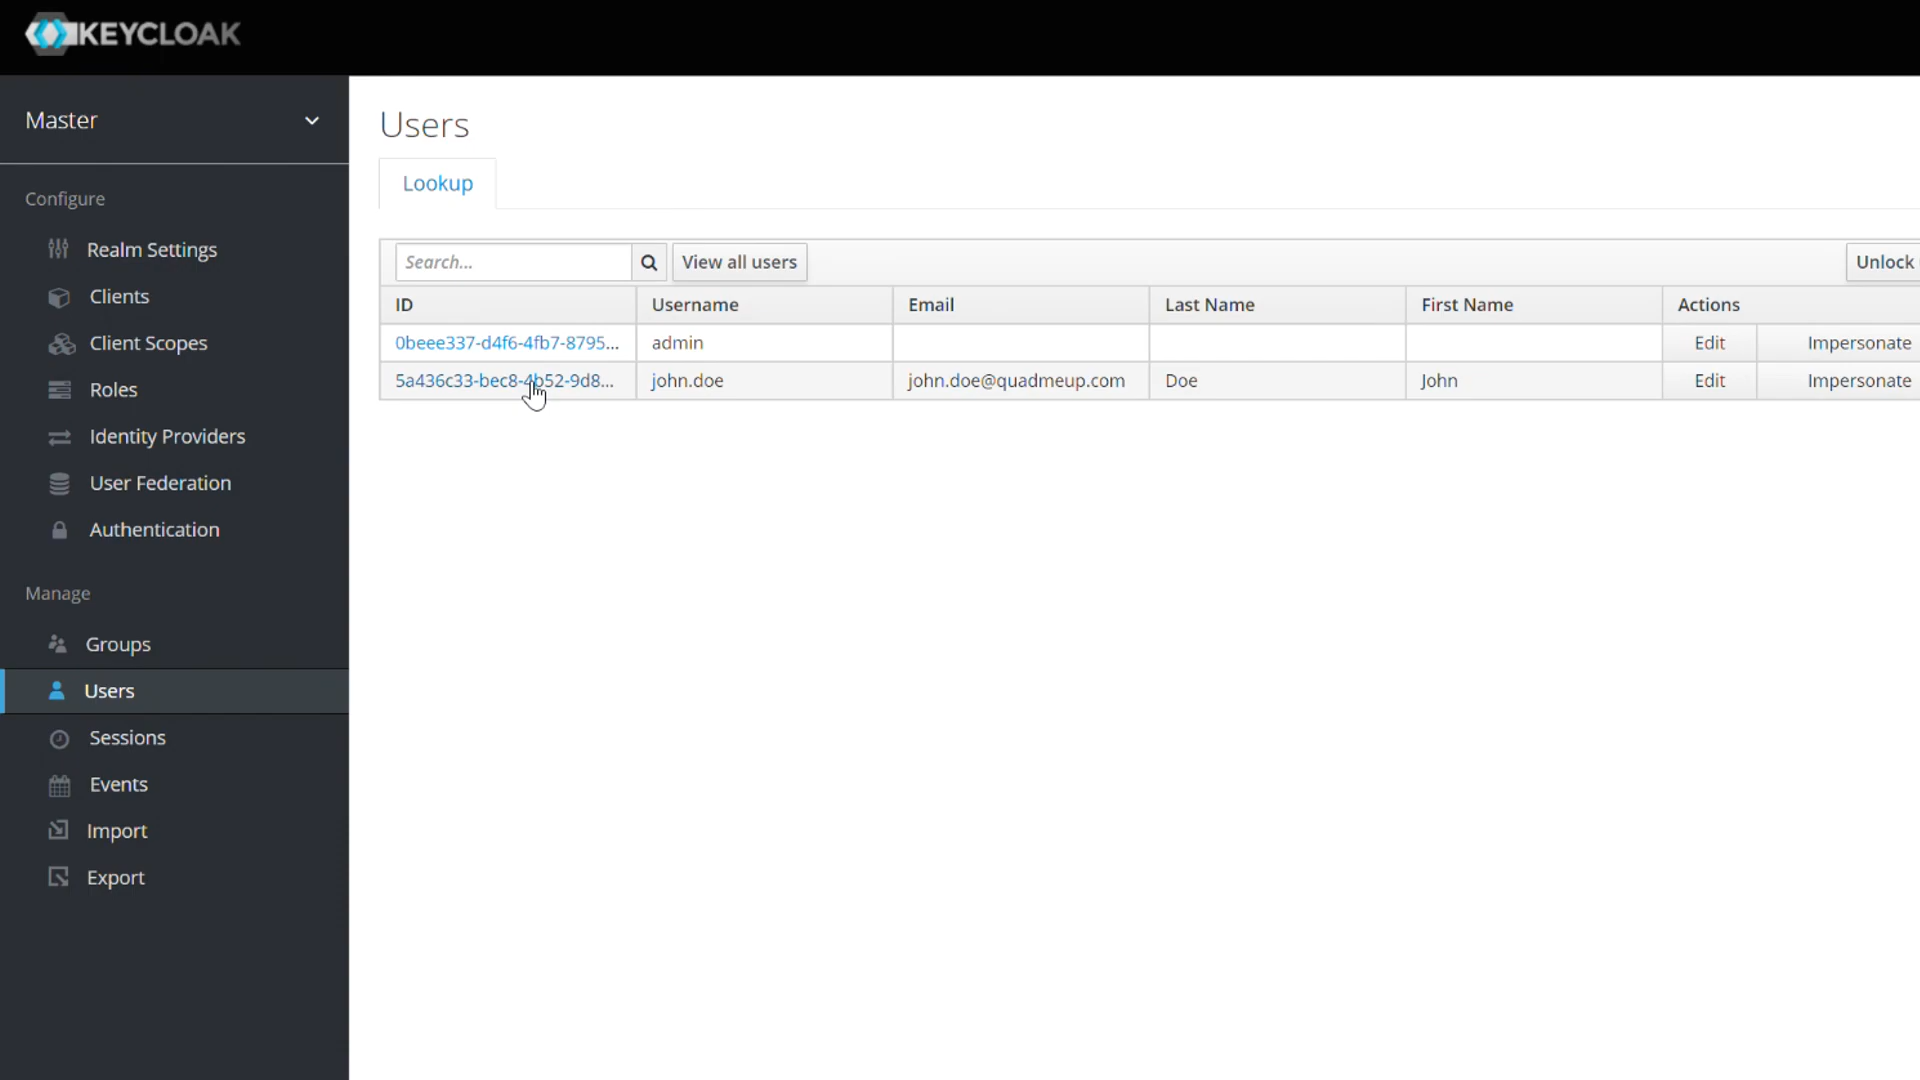 KEYCLOAK
Master
Configure
Realm Settings
Clients
Client Scopes
Roles
Identity Providers
User Federation
Authentication
Manage
Groups
Users
Sessions
Events
Import
Export
Users
Lookup
Search... View all users Unlock
ID Username Email Last Name First Name Actions
0beee337-d4f6-4fb7-8795... admin Edit Impersonate
5a436c33-bec8-4b52-9d8... john.doe john.doe@quadmeup.com Doe John Edit Impersonate